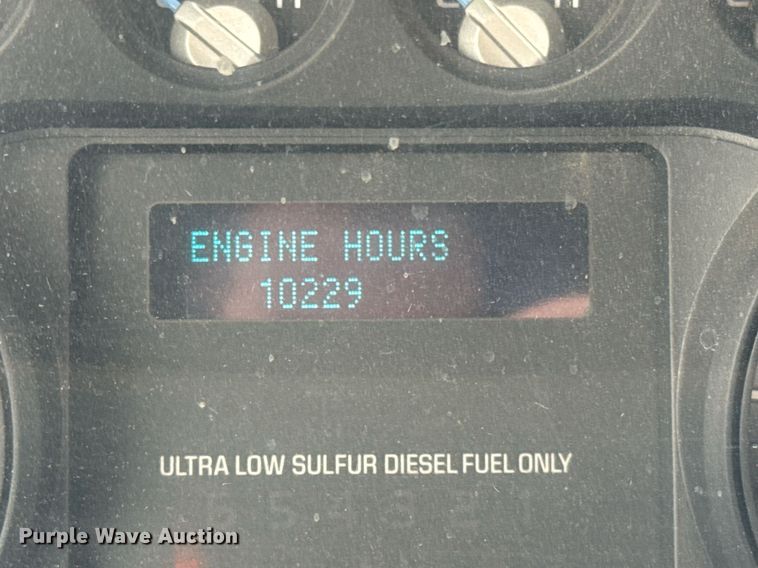 H
H
ENGINE HOURS
10229
ULTRA LOW SULFUR DIESEL FUEL ONLY
Purple Wave Auction